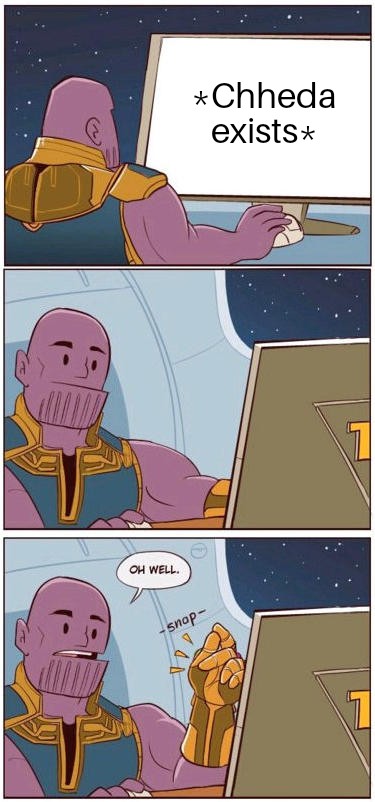 *Chheda
exists*
T
OH WELL.
-snap-
T